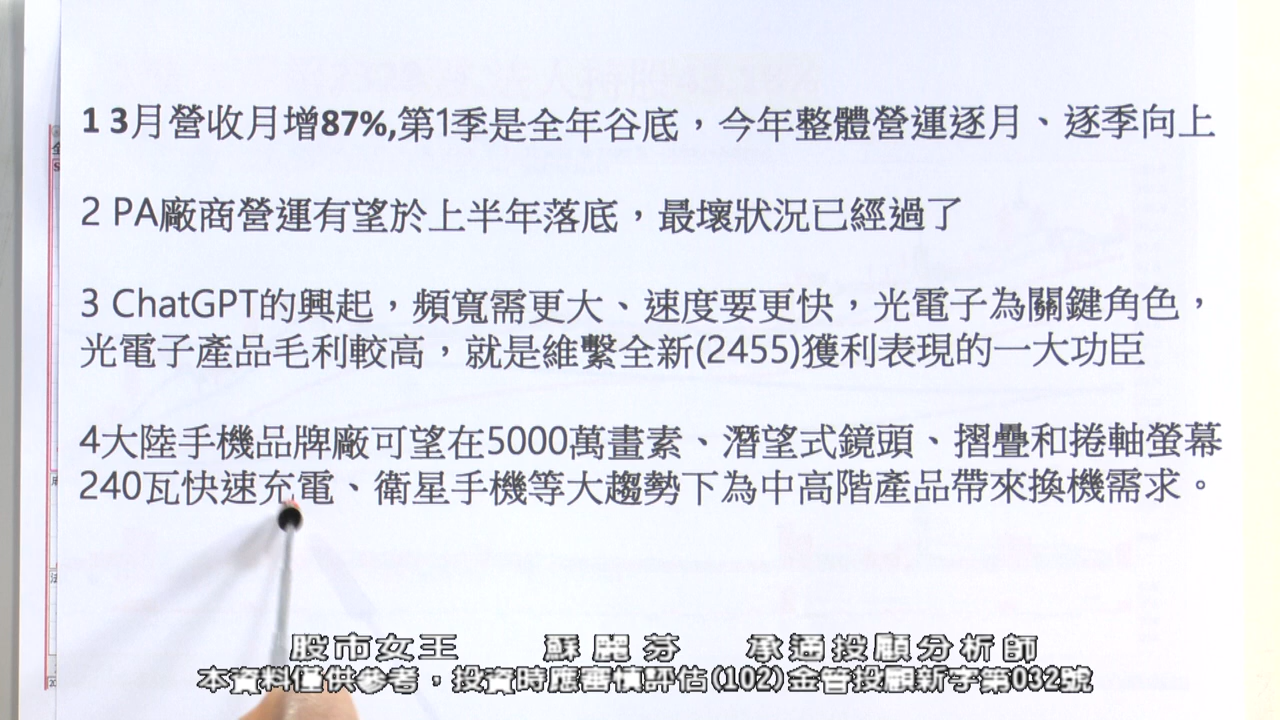 1 3月營收月增87%,第1季是全年谷底，今年整體營運逐月、逐季向上
2 PA廠商營運有望於上半年落底，最壞狀況已經過了
3 ChatGPT的興起，頻寬需更大、速度要更快，光電子為關鍵角色，
光電子產品毛利較高，就是維繫全新(2455)獲利表現的一大功臣
4大陸手機品牌廠可望在5000萬畫素、潛望式鏡頭、摺疊和捲軸螢幕
240瓦快速充電、衛星手機等大趨勢下為中高階產品帶來換機需求。
股市女王 蘇麗芬 承通投顧分析師
本資料僅供參考，投資時應審慎評估(102)金管投顧新字第032號